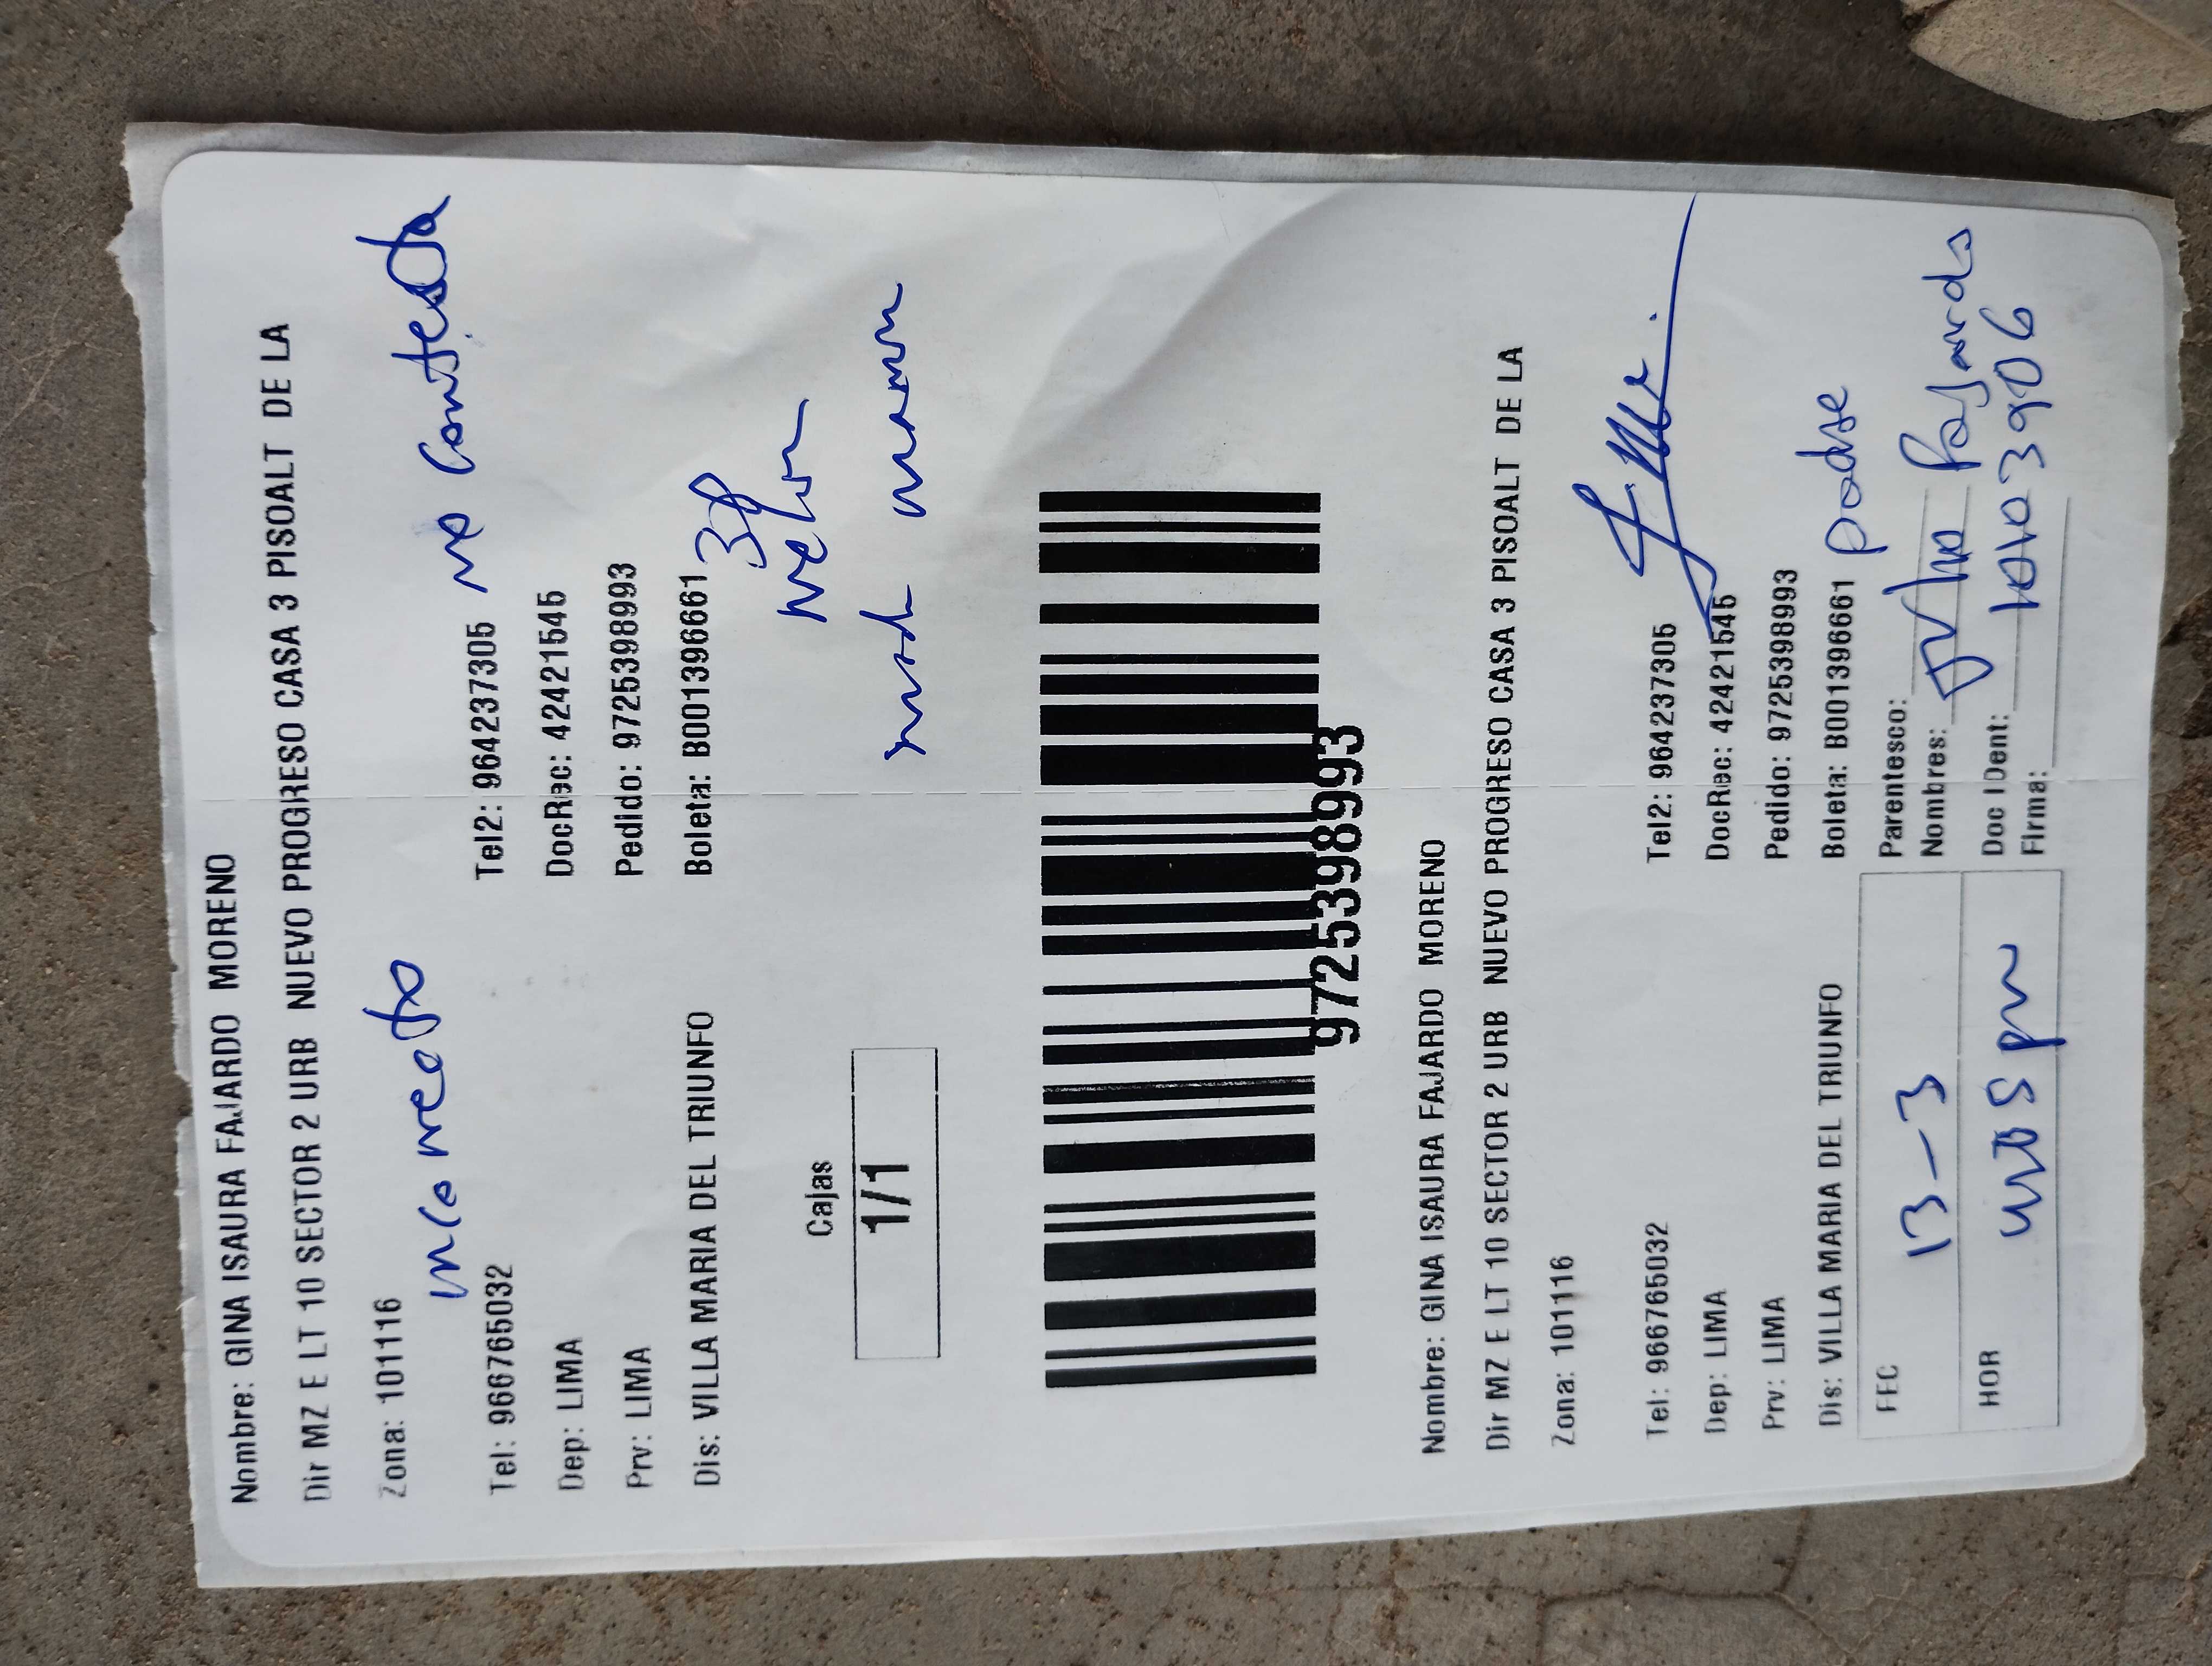 Nombre: GINA ISAURA FAJARDO MORENO
Dir MZ E LT 10 SECTOR 2 URB NUEVO PROGRESO CASA 3 PISOALT DE LA
Zona: 101116
no contesta
Tel: 966765032 Tel2: 964237305
Dep: LIMA DocRec: 42421545
Prv: LIMA Pedido: 9725398993
Dis: VILLA MARIA DEL TRIUNFO Boleta: B001396661
3P
Cajas
1/1
9725398993
Nombre: GINA ISAURA FAJARDO MORENO
Dir MZ E LT 10 SECTOR 2 URB NUEVO PROGRESO CASA 3 PISOALT DE LA
Zona: 101116
Tel: 966765032 Tel2: 964237305
Dep: LIMA DocRec: 42421545
Prv: LIMA Pedido: 9725398993
Dis: VILLA MARIA DEL TRIUNFO Boleta: B001396661
FEC 13-3 Parentesco: padre
Nombres: Fajardo
HOR pm Doc IDent:
Firma: